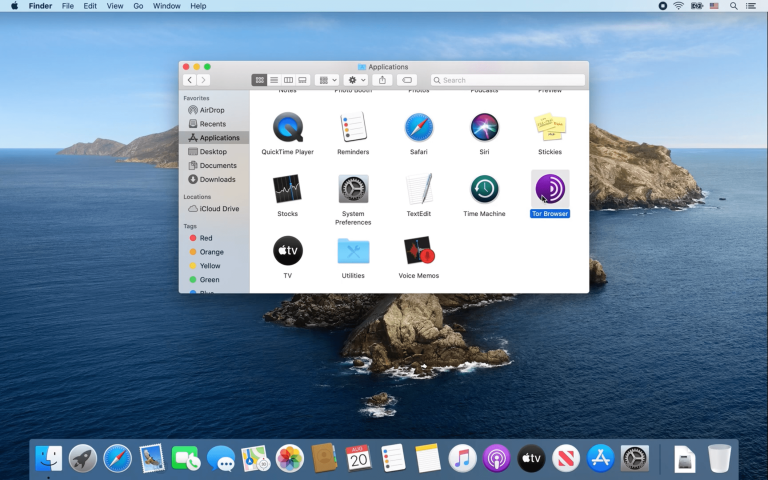 Finder File Edit View Go Window Help
Applications
Search
Favorites
AirDrop
Recents
Applications
Desktop
Documents
Downloads
Locations
iCloud Drive
Tags
Red
Orange
Yellow
Green
Blue
Notes Photo Booth Photos Podcasts Preview
QuickTime Player Reminders Safari Siri Stickies
Stocks System Preferences TextEdit Time Machine Tor Browser
TV Utilities Voice Memos
tv
AUG
20
tv